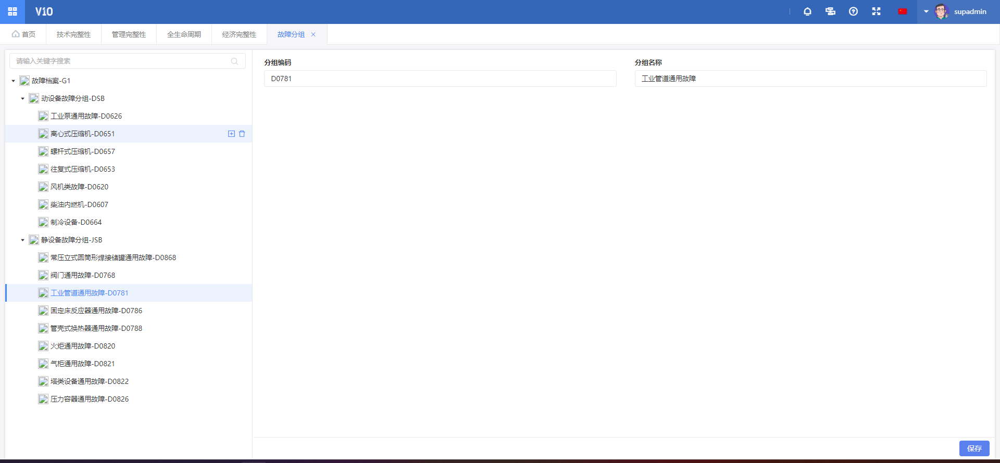 V10
supadmin
首页
技术完整性
管理完整性
全生命周期
经济完整性
故障分组
请输入关键字搜索
故障档案-G1
动设备故障分组-DSB
工业泵通用故障-D0626
离心式压缩机-D0651
螺杆式压缩机-D0657
往复式压缩机-D0653
风机类故障-D0620
柴油内燃机-D0607
制冷设备-D0664
静设备故障分组-JSB
常压立式圆筒形焊接储罐通用故障-D0868
阀门通用故障-D0768
工业管道通用故障-D0781
固定床反应器通用故障-D0786
管壳式换热器通用故障-D0788
火炬通用故障-D0820
气柜通用故障-D0821
塔类设备通用故障-D0822
压力容器通用故障-D0826
分组编码
D0781
分组名称
工业管道通用故障
保存